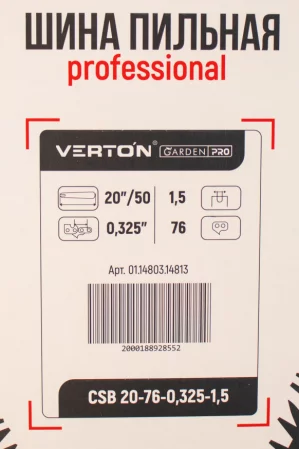 ШИНА ПИЛЬНАЯ
professional
VERTON® GARDEN PRO
20"/50 1,5
0,325" 76
Арт. 01.14803.14813
2000188928552
CSB 20-76-0,325-1,5